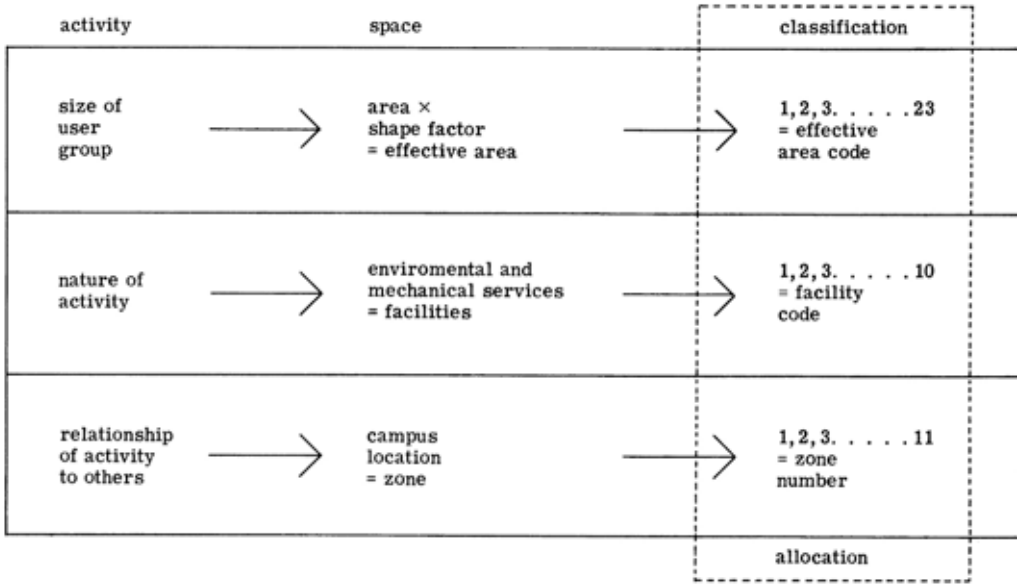 activity space classification
size of
user
group
area ×
shape factor
= effective area
1, 2, 3. . . . . 23
= effective
area code
nature of
activity
enviromental and
mechanical services
= facilities
1, 2, 3. . . . . 10
= facility
code
relationship
of activity
to others
campus
location
= zone
1, 2, 3. . . . . 11
= zone
number
allocation